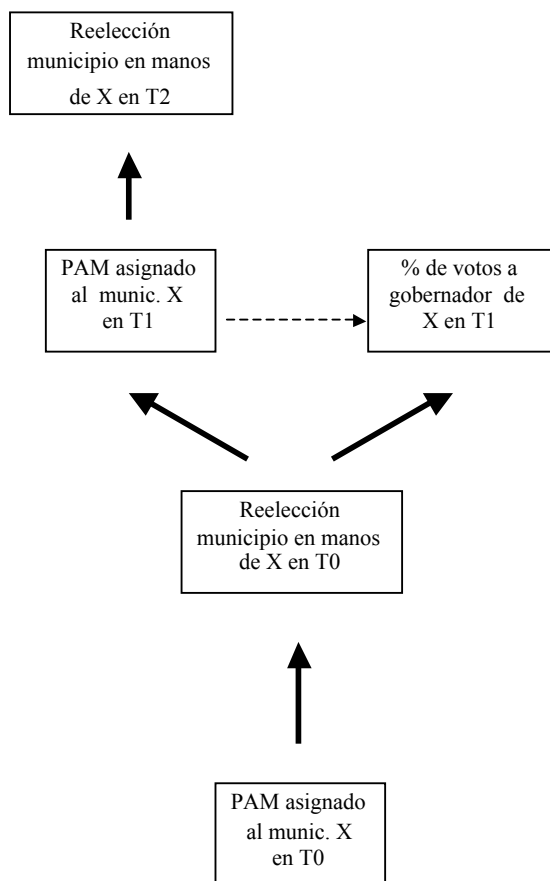 Reelección
municipio en manos
de X en T2
PAM asignado
al munic. X
en T1
% de votos a
gobernador de
X en T1
Reelección
municipio en manos
de X en T0
PAM asignado
al munic. X
en T0